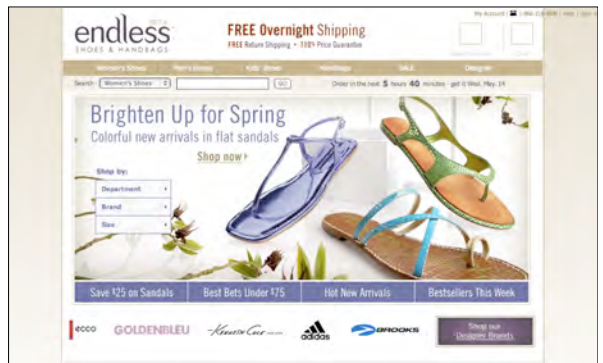 endless
SHOES & HANDBAGS
FREE Overnight Shipping
FREE Return Shipping • 110% Price Guarantee
My Account
Women's Shoes Men's Shoes Kids' Shoes Handbags SALE Designer
Search Women's Shoes GO Order in the next 5 hours 40 minutes - get it Wed, May. 14
Brighten Up for Spring
Colorful new arrivals in flat sandals
Shop now
Shop by:
Department
Brand
Size
Save $25 on Sandals Best Bets Under $75 Hot New Arrivals Bestsellers This Week
ecco GOLDENBLEU Kenneth Cole adidas BROOKS Shop our
Designer Brands